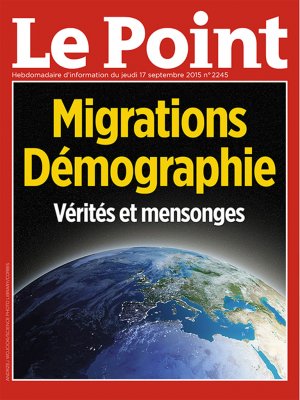 Le Point
Hebdomadaire d'information du jeudi 17 septembre 2015 n°2245
Migrations
Démographie
Vérités et mensonges